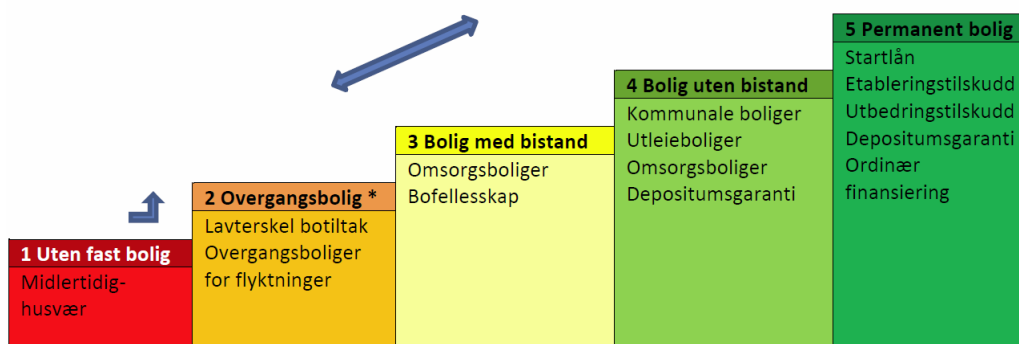 1 Uten fast bolig
Midlertidig-
husvær
2 Overgangsbolig *
Lavterskel botiltak
Overgangsboliger
for flyktninger
3 Bolig med bistand
Omsorgsboliger
Bofellesskap
4 Bolig uten bistand
Kommunale boliger
Utleieboliger
Omsorgsboliger
Depositumsgaranti
5 Permanent bolig
Startlån
Etableringstilskudd
Utbedringstilskudd
Depositumsgaranti
Ordinær
finansiering